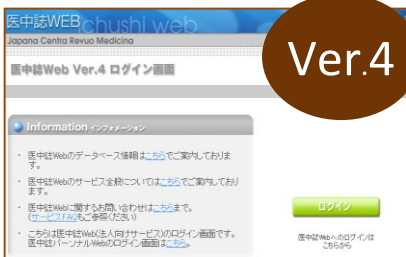 医中誌WEB
chushi web
Japana Centra Revuo Medicina
Ver.4
医中誌Web Ver.4 ログイン画面
Information インフォメーション
・ 医中誌Webのデータベース情報はこちらでご案内しておりま
す。
・ 医中誌Webのサービス全般についてはこちらでご案内しており
ます。
・ 医中誌Webに関するお問い合わせはこちらまで。
(サービスFAQもご参照ください)
・ こちらは医中誌Web(法人向けサービス)のログイン画面です。
医中誌パーソナルWebのログイン画面はこちら。
ログイン
医中誌Webへのログインは
こちらから